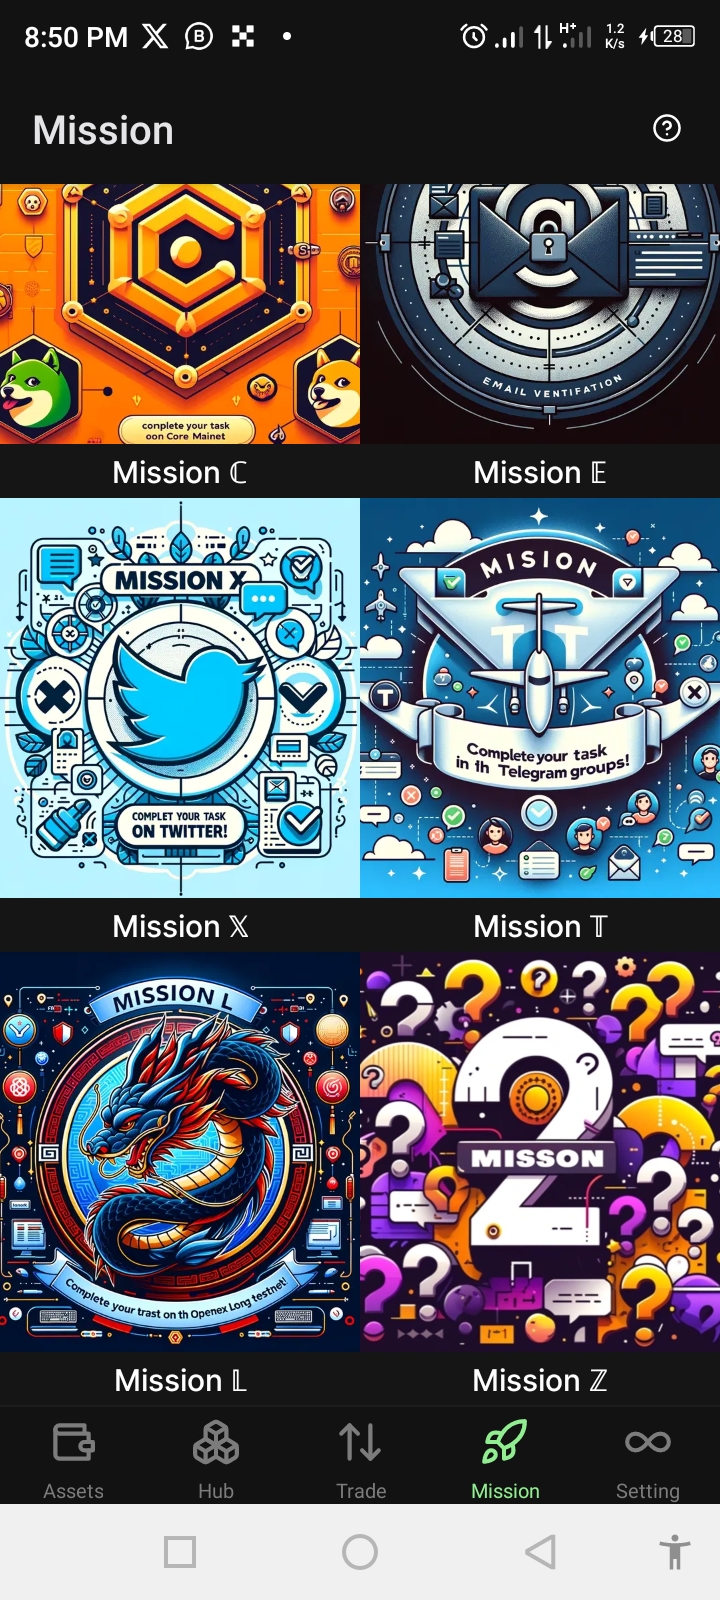 8:50 PM
H+
1.2
K/s
28
Mission
conplete your task
oon Core Mainet
EMAIL VENTIFATION
Mission ℂ
Mission 𝔼
MISSION X
COMPLET YOUR TASK
ON TWITTER!
MISION
T T
T
Complete your task
in th Telegram groups!
Mission 𝕏
Mission 𝕋
MISSION L
Complete your trast on th Openex Long testnet!
2
MISSON
Mission 𝕃
Mission ℤ
Assets
Hub
Trade
Mission
Setting